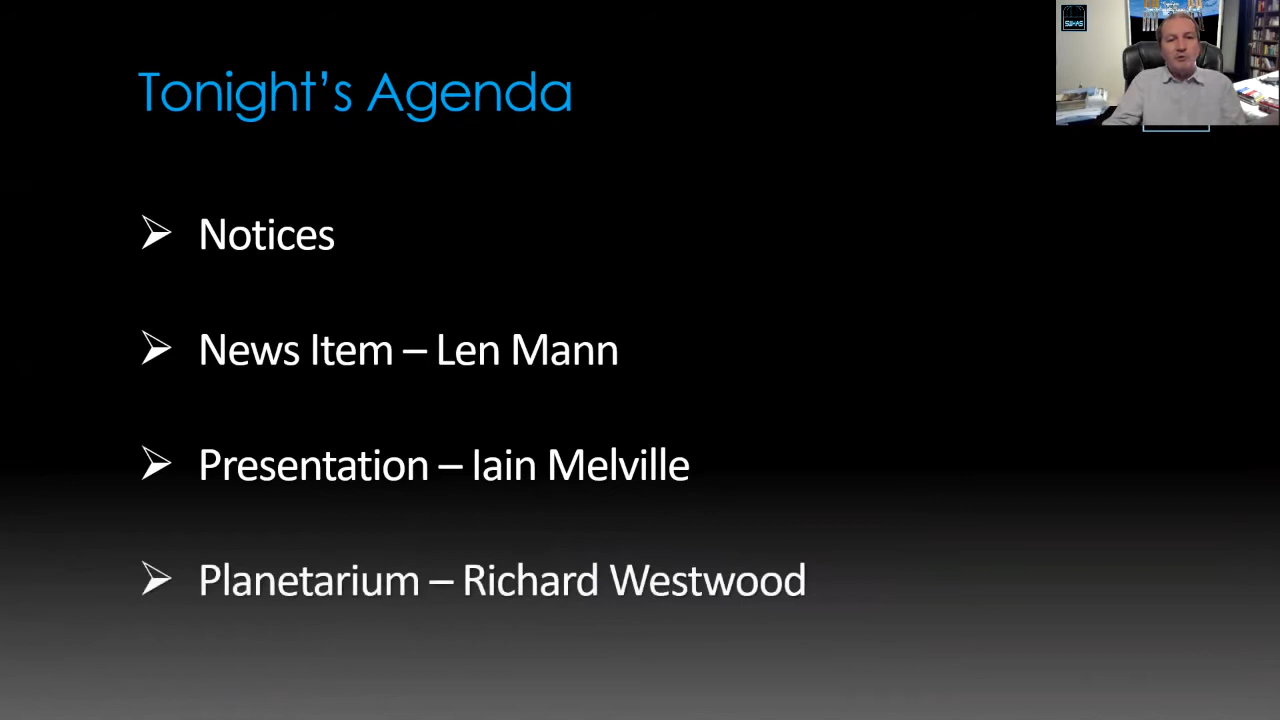 Tonight's Agenda
➢ Notices
➢ News Item – Len Mann
➢ Presentation – Iain Melville
➢ Planetarium – Richard Westwood